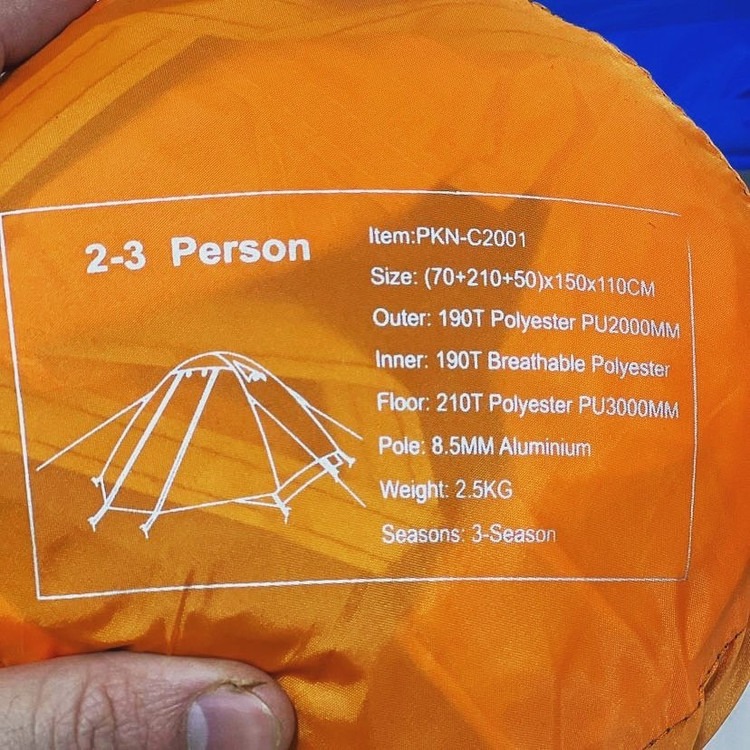 2-3 Person
Item:PKN-C2001
Size: (70+210+50)x150x110CM
Outer: 190T Polyester PU2000MM
Inner: 190T Breathable Polyester
Floor: 210T Polyester PU3000MM
Pole: 8.5MM Aluminium
Weight: 2.5KG
Seasons: 3-Season